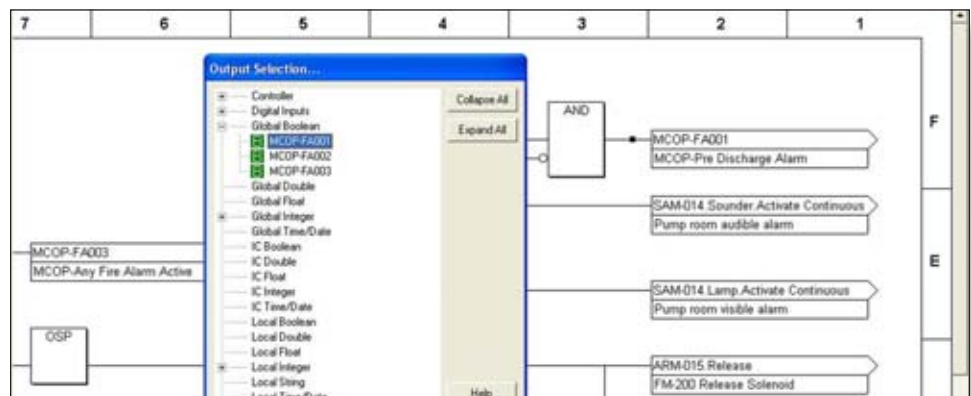 7 6 5 4 3 2 1
Output Selection...
Controller
Digital Inputs
Global Boolean
MCOP-FA001
MCOP-FA002
MCOP-FA003
Global Double
Global Float
Global Integer
Global Time/Date
IC Boolean
IC Double
IC Float
IC Integer
IC Time/Date
Local Boolean
Local Double
Local Float
Local Integer
Local String
Local Time/Date
Collapse All
Expand All
Help
AND
MCOP-FA001
MCOP-Pre Discharge Alarm
F
SAM-014.Sounder.Activate Continuous
Pump room audible alarm
MCOP-FA003
MCOP-Any Fire Alarm Active
E
SAM-014.Lamp.Activate Continuous
Pump room visible alarm
OSP
ARM-015.Release
FM-200 Release Solenoid